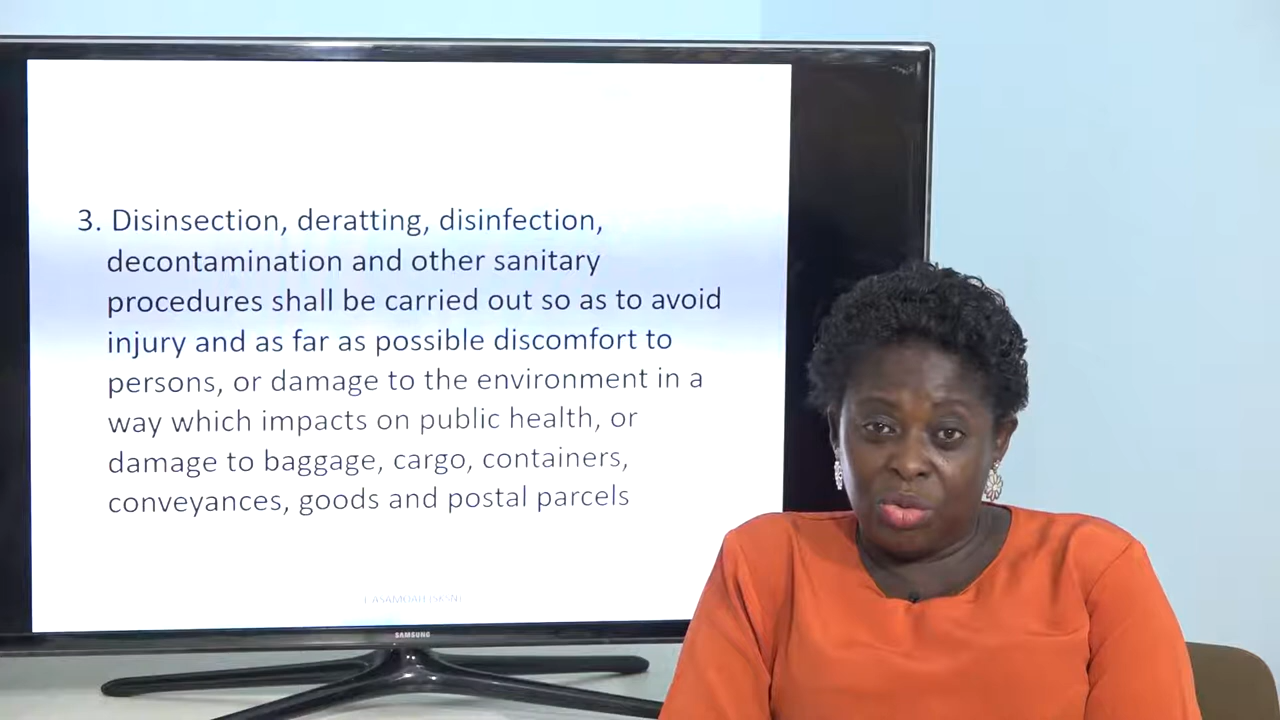 3. Disinsection, deratting, disinfection,
decontamination and other sanitary
procedures shall be carried out so as to avoid
injury and as far as possible discomfort to
persons, or damage to the environment in a
way which impacts on public health, or
damage to baggage, cargo, containers,
conveyances, goods and postal parcels
SAMSUNG